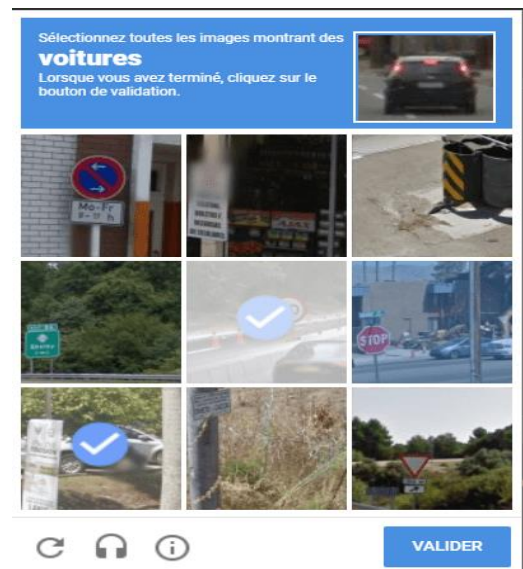 Sélectionnez toutes les images montrant des
voitures
Lorsque vous avez terminé, cliquez sur le
bouton de validation.
Mo-Fr
AJAX
STOP
VALIDER